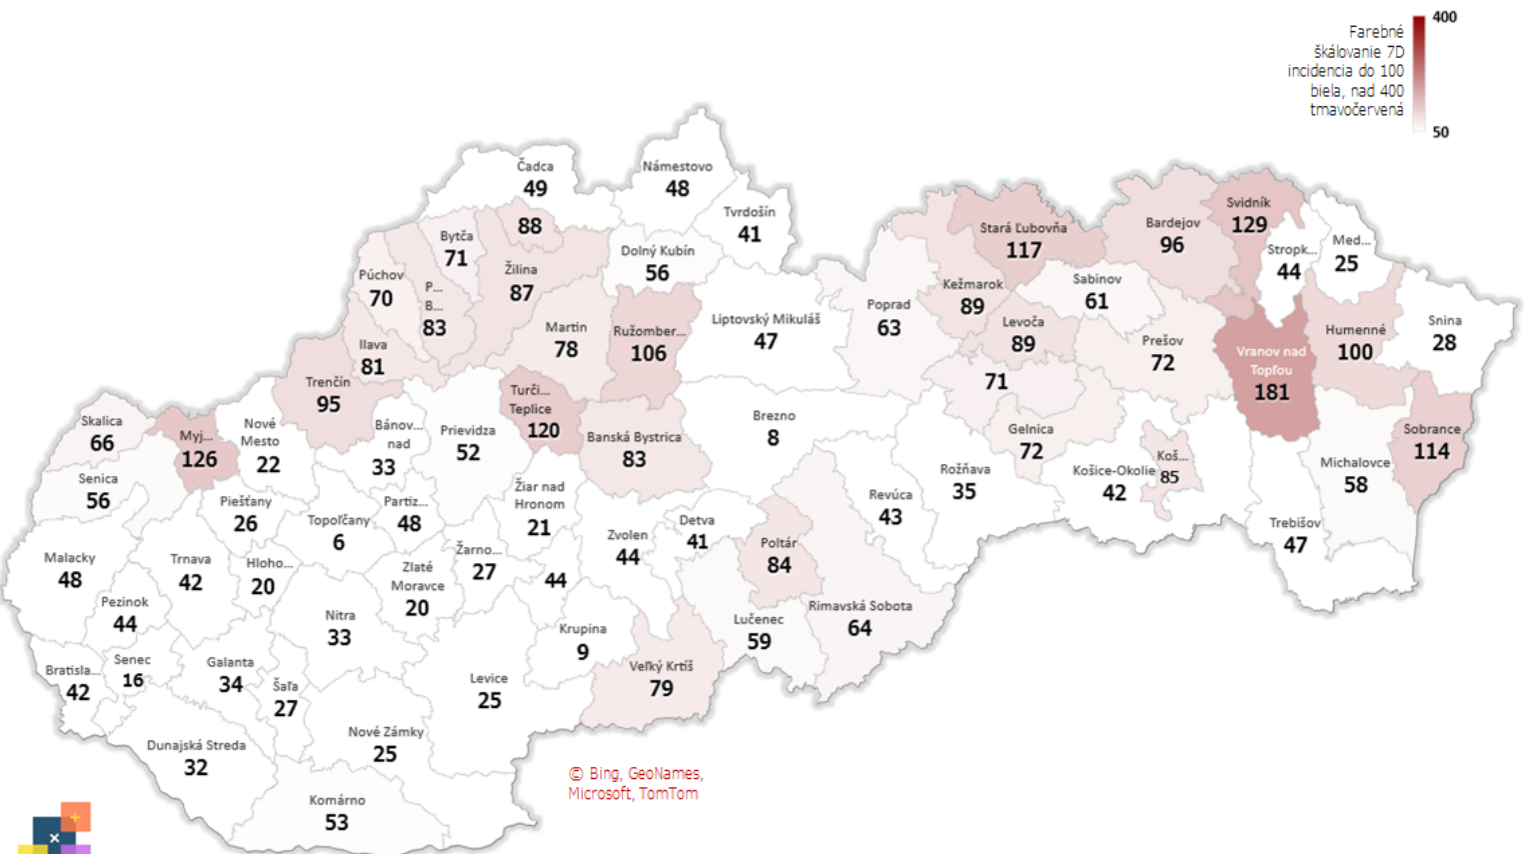 400
Farebné
škálovanie 7D
incidencia do 100
biela, nad 400
tmavočervená
50
Čadca
49
Námestovo
48
Tvrdošín
41
88
Bytča
71
Dolný Kubín
56
Žilina
87
Púchov
70
P...
B...
83
Martin
78
Ružomber...
106
Liptovský Mikuláš
47
Ilava
81
Trenčín
95
Poprad
63
Kežmarok
89
Stará Ľubovňa
117
Sabinov
61
Bardejov
96
Svidník
129
Stropk...
44
Med...
25
Levoča
89
Prešov
72
Vranov nad
Topľou
181
Humenné
100
Snina
28
71
Gelnica
72
Skalica
66
Myj...
126
Nové
Mesto
22
Bánov...
nad
33
Prievidza
52
Turči...
Teplice
120
Banská Bystrica
83
Brezno
8
Rožňava
35
Košice-Okolie
42
Koš...
85
Michalovce
58
Sobrance
114
Trebišov
47
Senica
56
Piešťany
26
Topoľčany
6
Partiz...
48
Žiar nad
Hronom
21
Zvolen
44
Detva
41
Revúca
43
Poltár
84
Malacky
48
Trnava
42
Hloho...
20
Zlaté
Moravce
20
Žarno...
27
44
Pezinok
44
Nitra
33
Krupina
9
Lučenec
59
Rimavská Sobota
64
Bratisla...
42
Senec
16
Galanta
34
Šaľa
27
Levice
25
Veľký Krtíš
79
Dunajská Streda
32
Nové Zámky
25
Komárno
53
© Bing, GeoNames,
Microsoft, TomTom